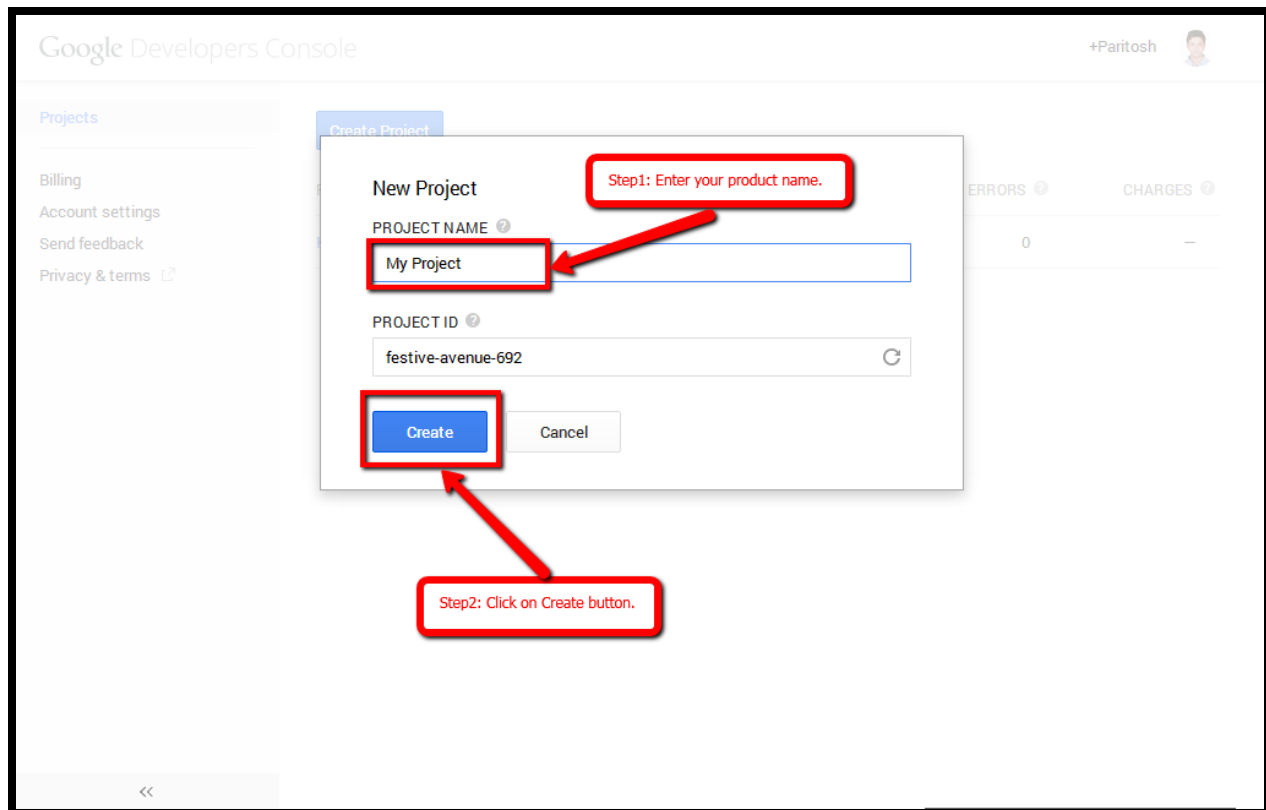 Google Developers Console
+Paritosh
Projects
Create Project
Billing
Account settings
Send feedback
Privacy & terms
ERRORS
CHARGES
0
—
New Project
Step1: Enter your product name.
PROJECT NAME
My Project
PROJECT ID
festive-avenue-692
Create
Cancel
Step2: Click on Create button.
<<